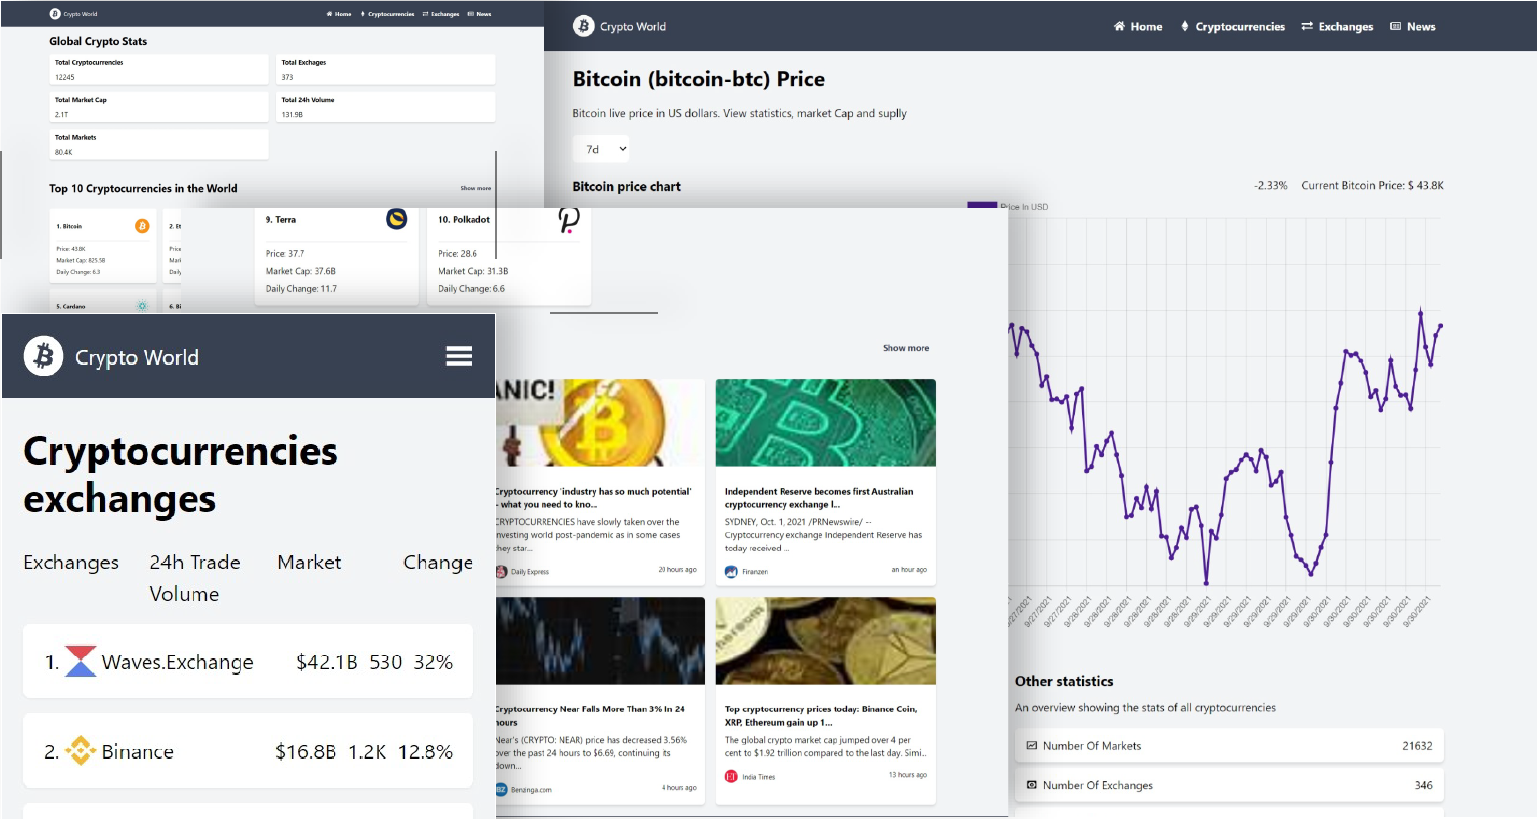 Crypto World
Home
Cryptocurrencies
Exchanges
News
Global Crypto Stats
Total Cryptocurrencies
12245
Total Exchages
373
Total Market Cap
2.1T
Total 24h Volume
131.9B
Total Markets
80.4K
Top 10 Cryptocurrencies in the World
Show more
1. Bitcoin
Price: 43.8K
Market Cap: 825.5B
Daily Change: 6.3
2. Et
Price
Mark
Daily
5. Cardano
6. Bi
Crypto World
Home
Cryptocurrencies
Exchanges
News
Bitcoin (bitcoin-btc) Price
Bitcoin live price in US dollars. View statistics, market Cap and suplly
7d
Bitcoin price chart
-2.33%
Current Bitcoin Price: $ 43.8K
Price In USD
9/27/2021
9/27/2021
9/27/2021
9/28/2021
9/28/2021
9/28/2021
9/28/2021
9/28/2021
9/28/2021
9/29/2021
9/29/2021
9/29/2021
9/29/2021
9/29/2021
9/29/2021
9/30/2021
9/30/2021
9/30/2021
9/30/2021
9/30/2021
Other statistics
An overview showing the stats of all cryptocurrencies
Number Of Markets
21632
Number Of Exchanges
346
9. Terra
Price: 37.7
Market Cap: 37.6B
Daily Change: 11.7
10. Polkadot
Price: 28.6
Market Cap: 31.3B
Daily Change: 6.6
Show more
ANIC!
Cryptocurrency 'industry has so much potential'
- what you need to kno...
CRYPTOCURRENCIES have slowly taken over the
investing world post-pandemic as in some cases
they star...
Daily Express
20 hours ago
Independent Reserve becomes first Australian
cryptocurrency exchange l...
SYDNEY, Oct. 1, 2021 /PRNewswire/ --
Cryptocurrency exchange Independent Reserve has
today received ...
Finanzen
an hour ago
Cryptocurrency Near Falls More Than 3% In 24
hours
Near's (CRYPTO: NEAR) price has decreased 3.56%
over the past 24 hours to $6.69, continuing its
down...
BZ
Benzinga.com
4 hours ago
Top cryptocurrency prices today: Binance Coin,
XRP, Ethereum gain up 1...
The global crypto market cap jumped over 4 per
cent to $1.92 trillion compared to the last day. Simi..
India Times
13 hours ago
Crypto World
Cryptocurrencies
exchanges
Exchanges
24h Trade
Volume
Market
Change
1. Waves.Exchange $42.1B 530 32%
2. Binance $16.8B 1.2K 12.8%